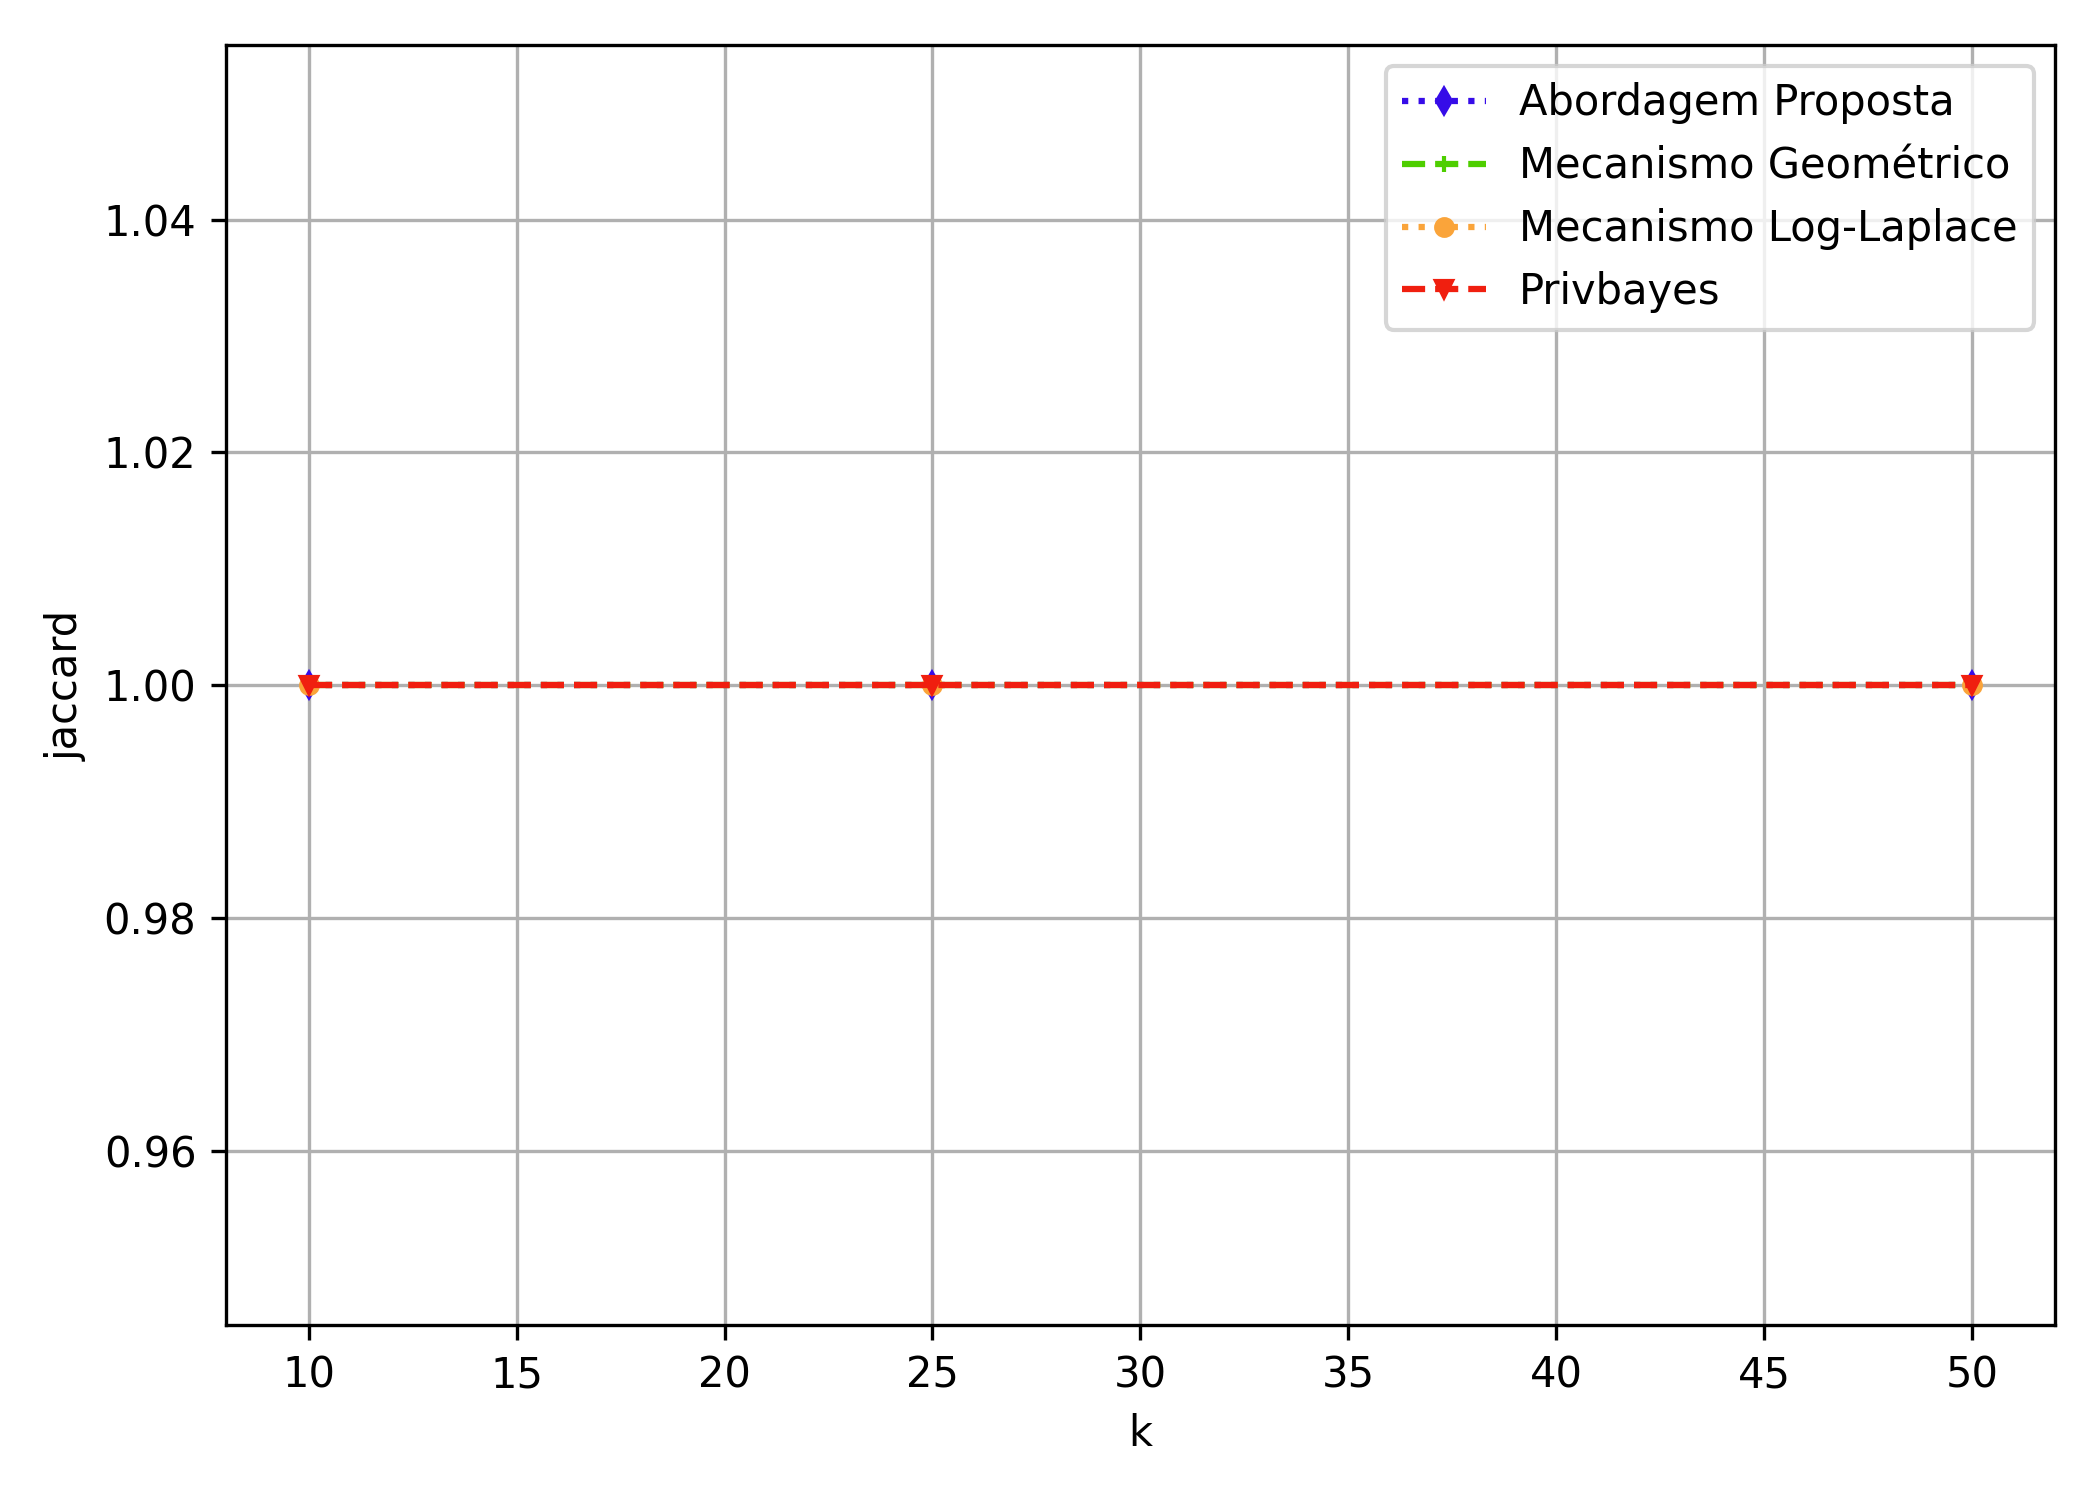 Abordagem Proposta
Mecanismo Geométrico
Mecanismo Log-Laplace
Privbayes
jaccard
1.04
1.02
1.00
0.98
0.96
10 15 20 25 30 35 40 45 50
k